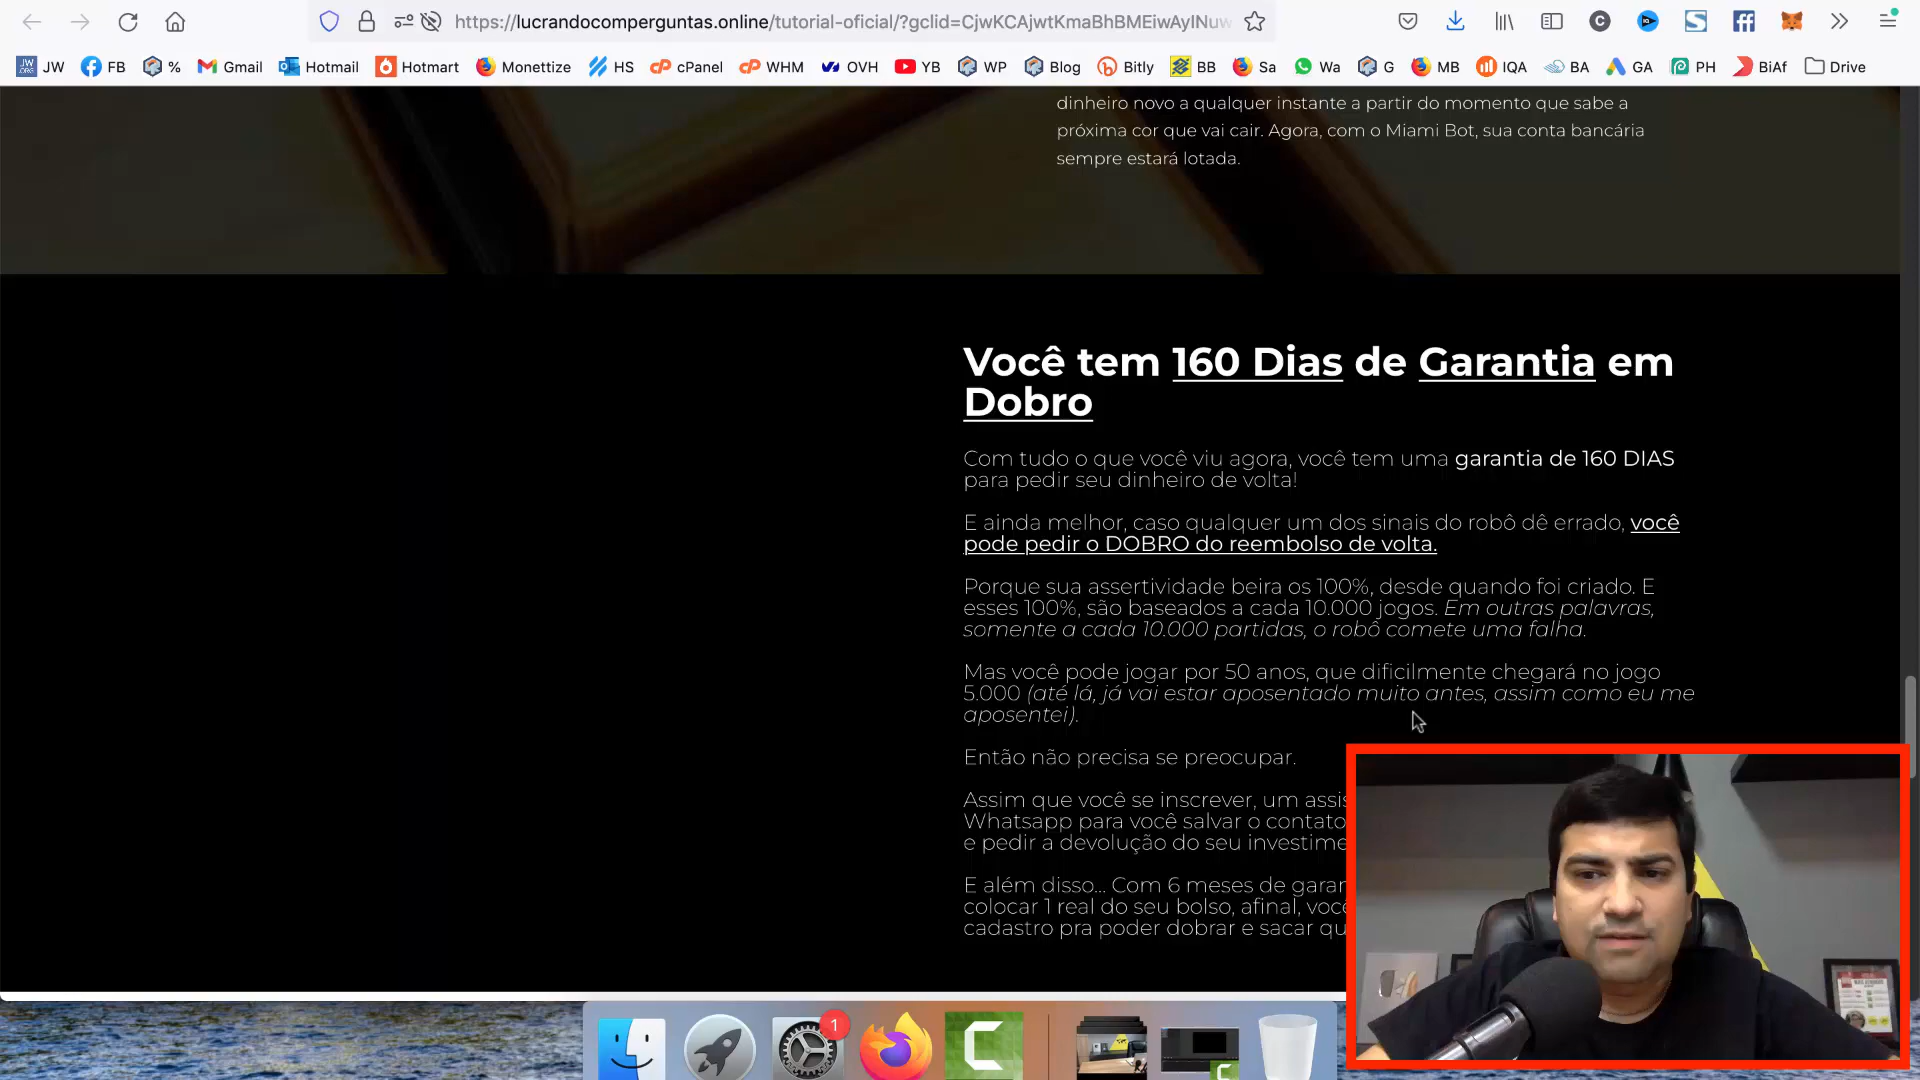 https://lucrandocomperguntas.online/tutorial-oficial/?gclid=CjwKCAjwtKmaBhBMEiwAyINuw
JW FB % Gmail Hotmail Hotmart Monettize HS cPanel WHM OVH YB WP Blog Bitly BB Sa Wa G MB IQA BA GA PH BiAf Drive
dinheiro novo a qualquer instante a partir do momento que sabe a
próxima cor que vai cair. Agora, com o Miami Bot, sua conta bancária
sempre estará lotada.
Você tem 160 Dias de Garantia em
Dobro
Com tudo o que você viu agora, você tem uma garantia de 160 DIAS
para pedir seu dinheiro de volta!
E ainda melhor, caso qualquer um dos sinais do robô dê errado, você
pode pedir o DOBRO do reembolso de volta.
Porque sua assertividade beira os 100%, desde quando foi criado. E
esses 100%, são baseados a cada 10.000 jogos. Em outras palavras,
somente a cada 10.000 partidas, o robô comete uma falha.
Mas você pode jogar por 50 anos, que dificilmente chegará no jogo
5.000 (até lá, já vai estar aposentado muito antes, assim como eu me
aposentei).
Então não precisa se preocupar.
Assim que você se inscrever, um assis
Whatsapp para você salvar o contato
e pedir a devolução do seu investime
E além disso... Com 6 meses de garan
colocar 1 real do seu bolso, afinal, você
cadastro pra poder dobrar e sacar qu
1